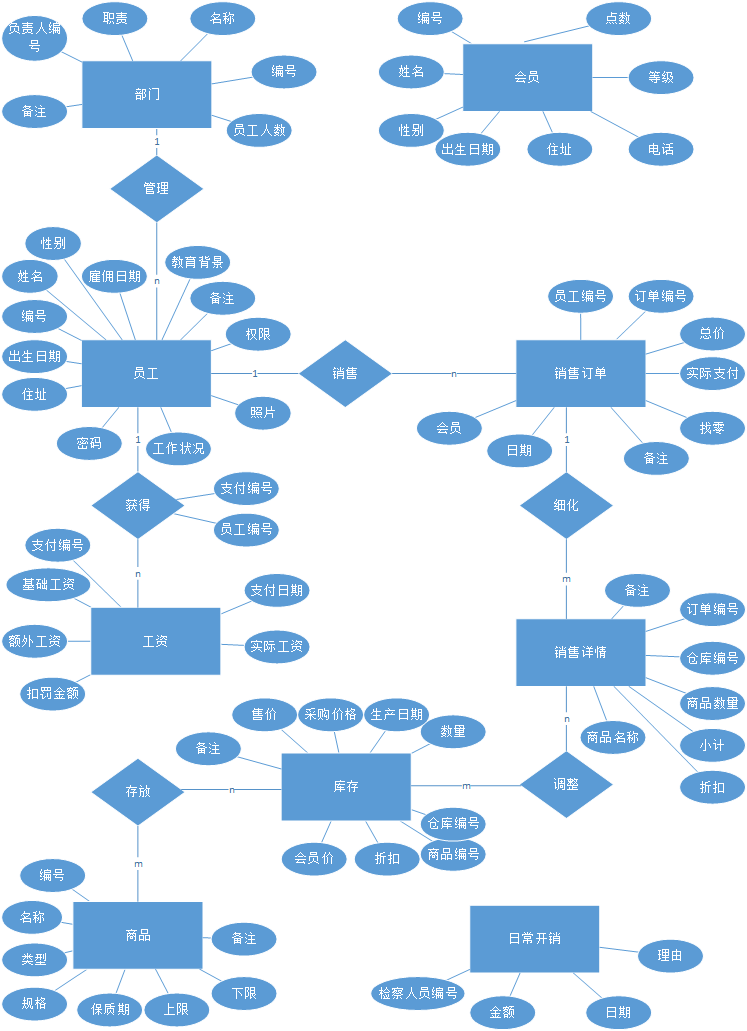 负责人编
号
职责
名称
编号
备注
部门
员工人数
1
管理
n
编号
点数
姓名
会员
等级
性别
出生日期
住址
电话
性别
姓名
雇佣日期
教育背景
编号
备注
出生日期
权限
住址
员工
照片
密码
工作状况
1
销售
n
员工编号
订单编号
总价
销售订单
实际支付
会员
找零
日期
备注
1
获得
支付编号
员工编号
n
1
细化
m
支付编号
基础工资
支付日期
额外工资
工资
实际工资
扣罚金额
备注
订单编号
销售详情
仓库编号
商品数量
商品名称
小计
折扣
n
调整
m
售价
采购价格
生产日期
数量
备注
库存
仓库编号
商品编号
会员价
折扣
n
存放
m
编号
名称
商品
备注
类型
规格
保质期
上限
下限
日常开销
理由
检察人员编号
金额
日期